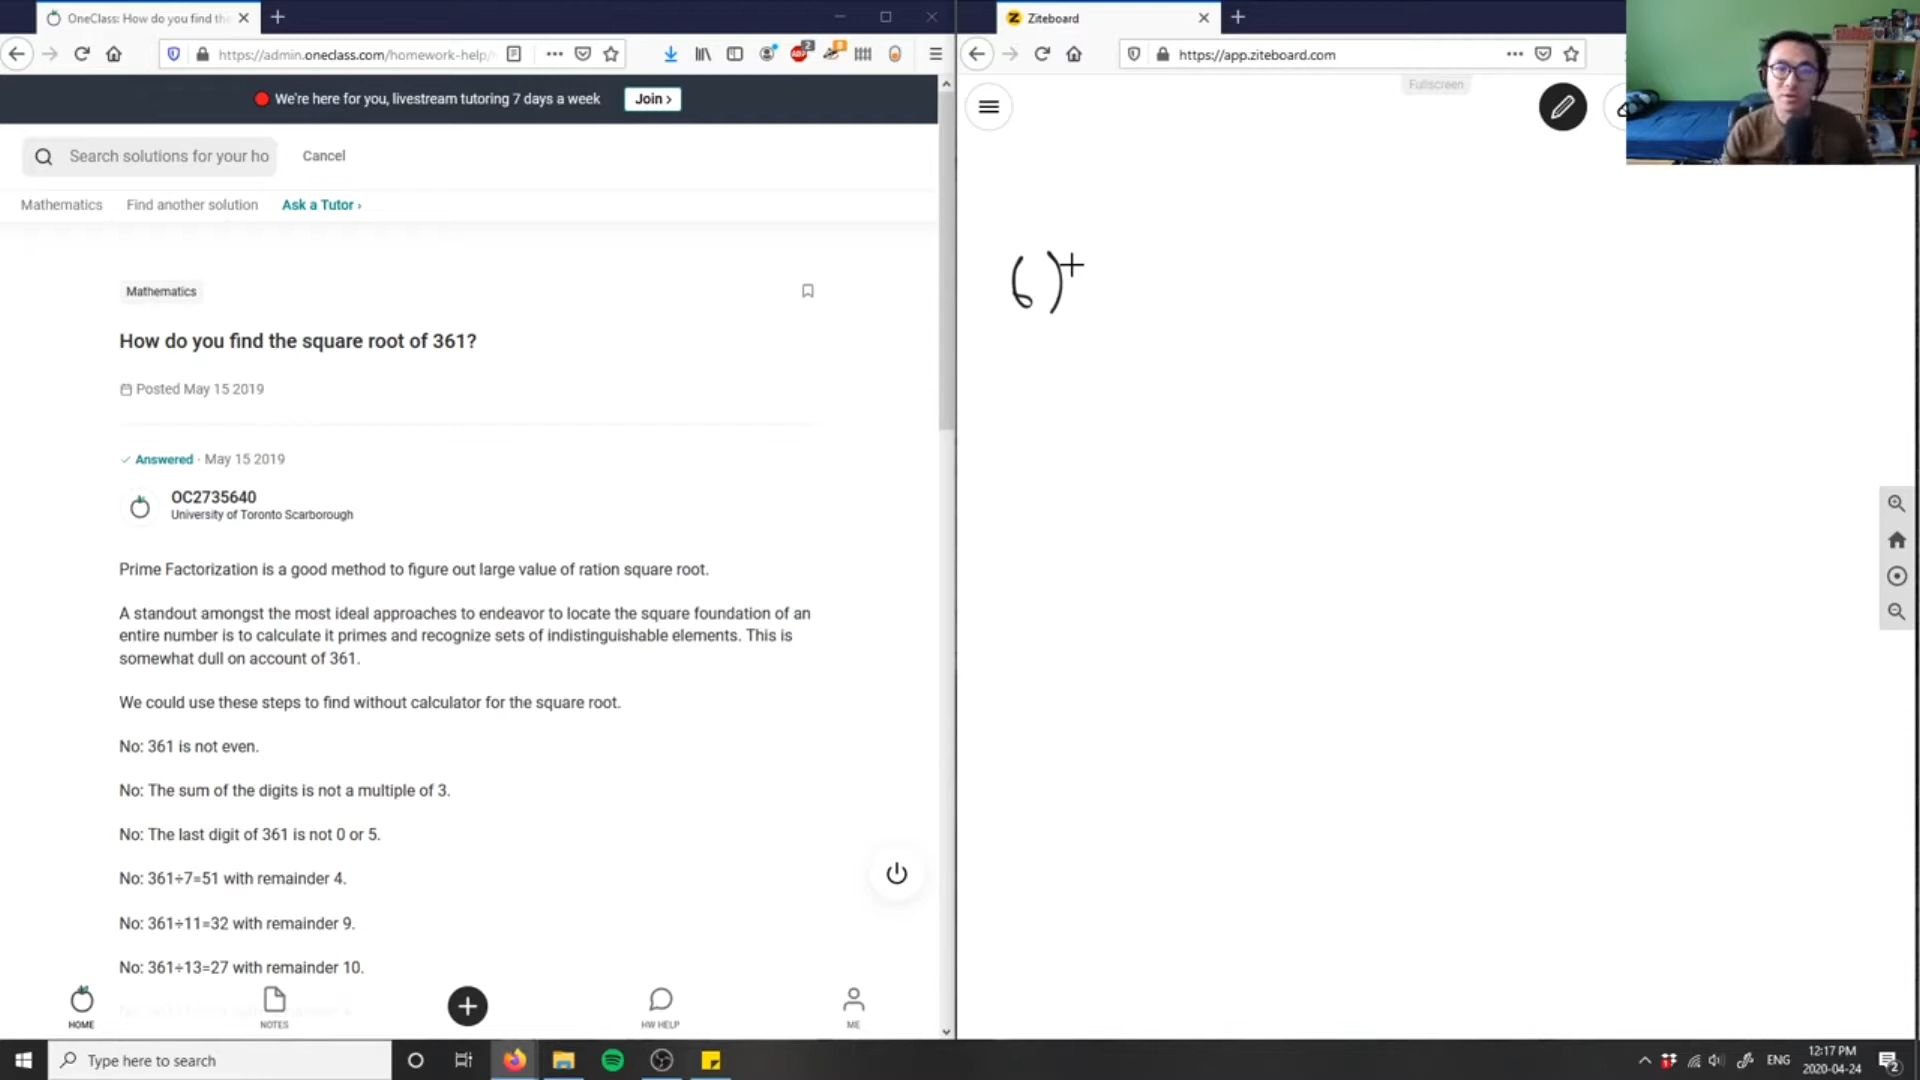 OneClass: How do you find the
https://admin.oneclass.com/homework-help/
2
8
We're here for you, livestream tutoring 7 days a week
Join ›
Search solutions for your ho
Cancel
Mathematics
Find another solution
Ask a Tutor ›
Mathematics
How do you find the square root of 361?
Posted May 15 2019
Answered · May 15 2019
OC2735640
University of Toronto Scarborough
Prime Factorization is a good method to figure out large value of ration square root.
A standout amongst the most ideal approaches to endeavor to locate the square foundation of an
entire number is to calculate it primes and recognize sets of indistinguishable elements. This is
somewhat dull on account of 361.
We could use these steps to find without calculator for the square root.
No: 361 is not even.
No: The sum of the digits is not a multiple of 3.
No: The last digit of 361 is not 0 or 5.
No: 361÷7=51 with remainder 4.
No: 361÷11=32 with remainder 9.
No: 361÷13=27 with remainder 10.
HOME
NOTES
HW HELP
ME
Ziteboard
https://app.ziteboard.com
Fullscreen
6)
Type here to search
ENG
12:17 PM
2020-04-24
2